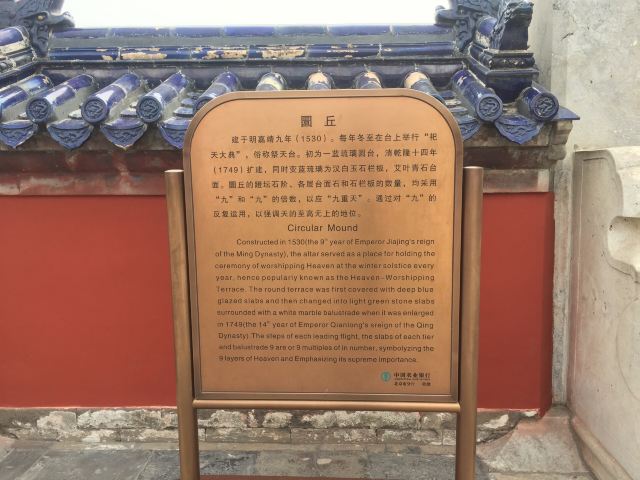 圜丘
建于明嘉靖九年（1530）。每年冬至在台上举行“祀
天大典”，俗称祭天台。初为一蓝琉璃圆台，清乾隆十四年
（1749）扩建，同时变蓝琉璃为汉白玉石栏板，艾叶青石台
面。圜丘的登坛石阶、各层台面石和石栏板的数量，均采用
“九”和“九”的倍数，以应“九重天”。通过对“九”的
反复运用，以强调天的至高无上的地位。
Circular Mound
Constructed in 1530(the 9th year of Emperor Jiajing's reign
of the Ming Dynasty), the altar served as a place for holding the
ceremony of worshipping Heaven at the winter solstice every
year, hence popularly known as the Heaven-Worshipping
Terrace. The round terrace was first covered with deep blue
glazed slabs and then changed into light green stone slabs
surrounded with a white marble balustrade when it was enlarged
in 1749(the 14th year of Emperor Qianlong's sreign of the Qing
Dynasty).The steps of each leading flight, the slabs of each tier
and balustrade 9 are or 9 multiples of in number, symbolyzing the
9 layers of Heaven and Emphasizing its supreme importance.
中国农业银行
北京市分行